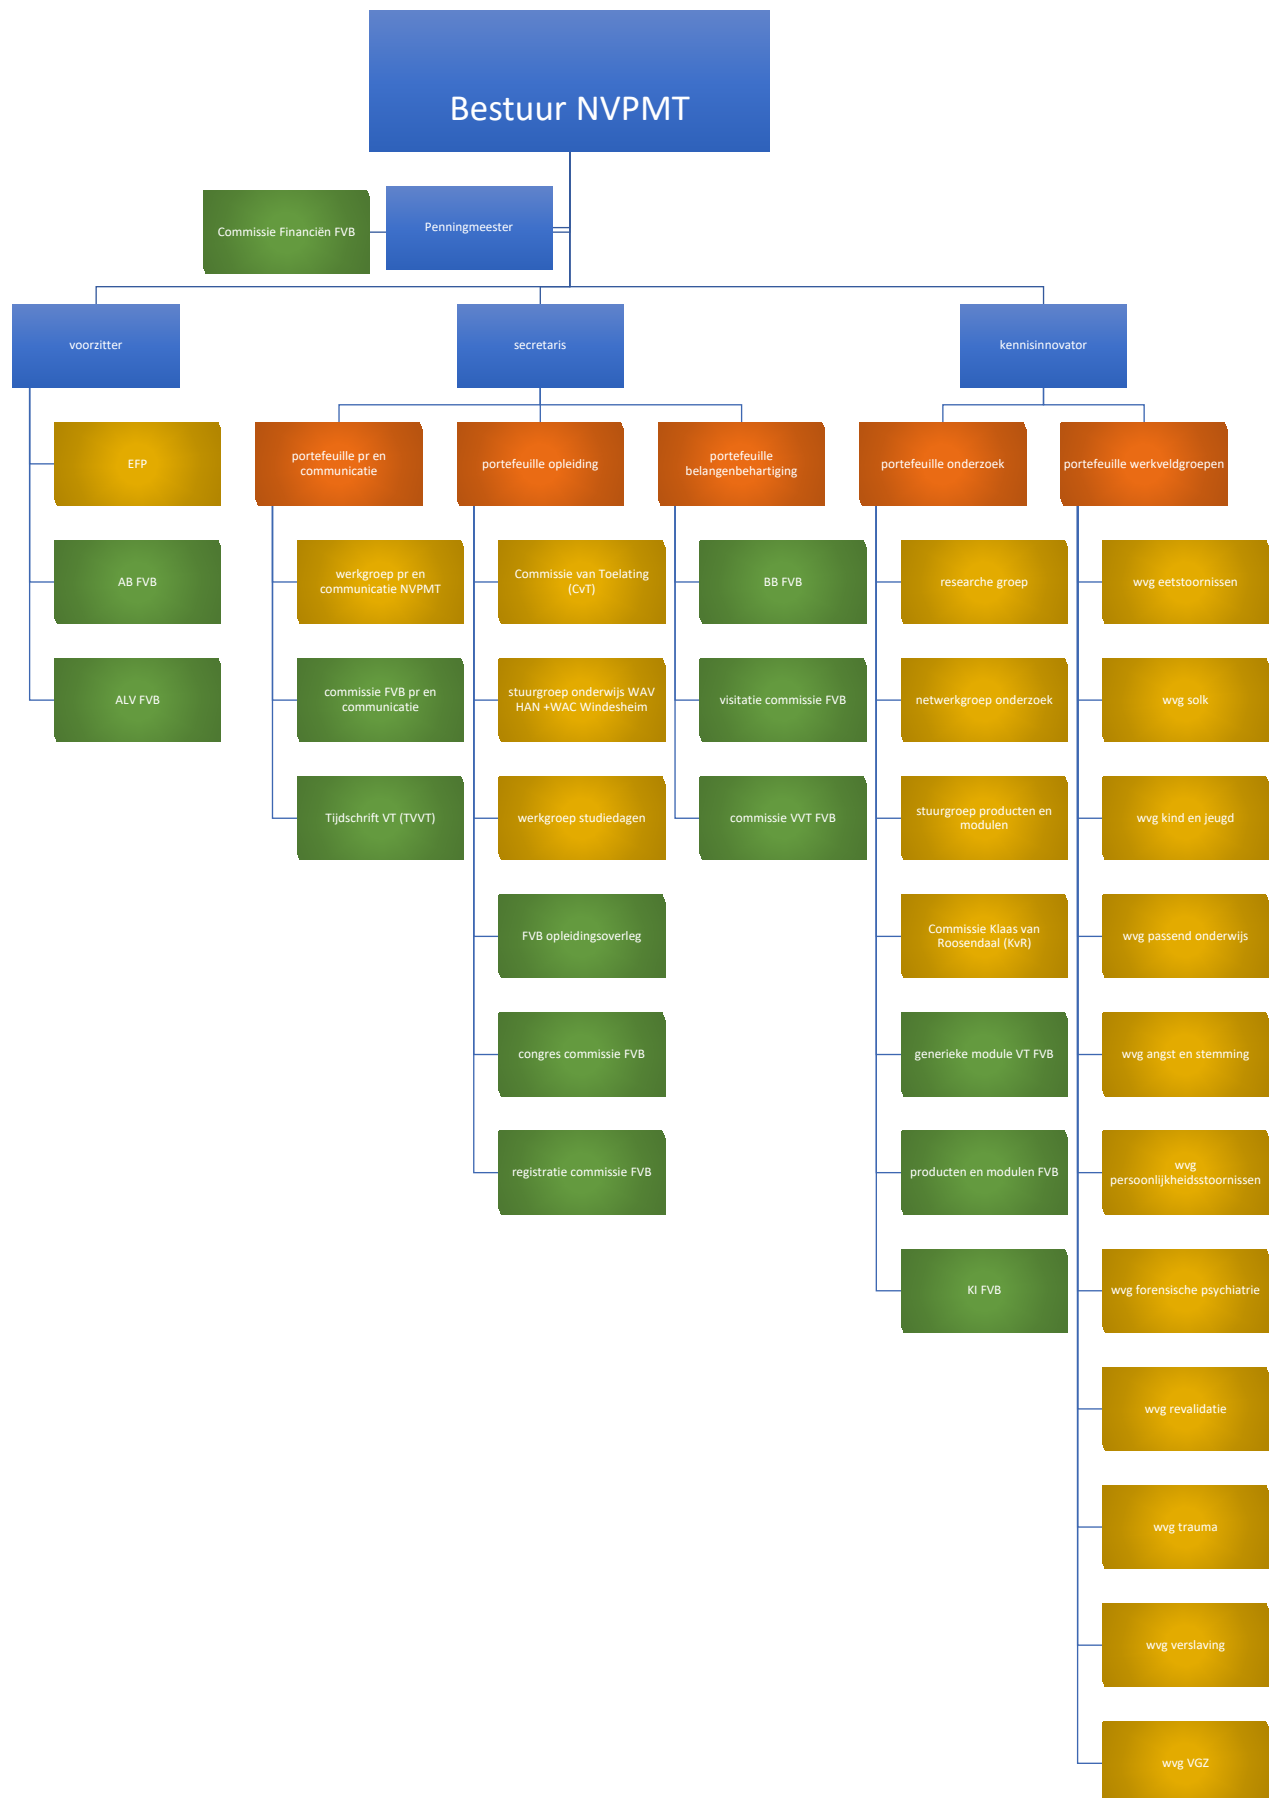 Bestuur NVPMT
Commissie Financiën FVB
Penningmeester
voorzitter
secretaris
kennisinnovator
EFP
AB FVB
ALV FVB
portefeuille pr en
communicatie
werkgroep pr en
communicatie NVPMT
commissie FVB pr en
communicatie
Tijdschrift VT (TVVT)
portefeuille opleiding
Commissie van Toelating
(CvT)
stuurgroep onderwijs WAV
HAN +WAC Windesheim
werkgroep studiedagen
FVB opleidingsoverleg
congres commissie FVB
registratie commissie FVB
portefeuille
belangenbehartiging
BB FVB
visitatie commissie FVB
commissie VVT FVB
portefeuille onderzoek
researche groep
netwerkgroep onderzoek
stuurgroep producten en
modulen
Commissie Klaas van
Roosendaal (KvR)
generieke module VT FVB
producten en modulen FVB
KI FVB
portefeuille werkveldgroepen
wvg eetstoornissen
wvg solk
wvg kind en jeugd
wvg passend onderwijs
wvg angst en stemming
wvg
persoonlijkheidsstoornissen
wvg forensische psychiatrie
wvg revalidatie
wvg trauma
wvg verslaving
wvg VGZ